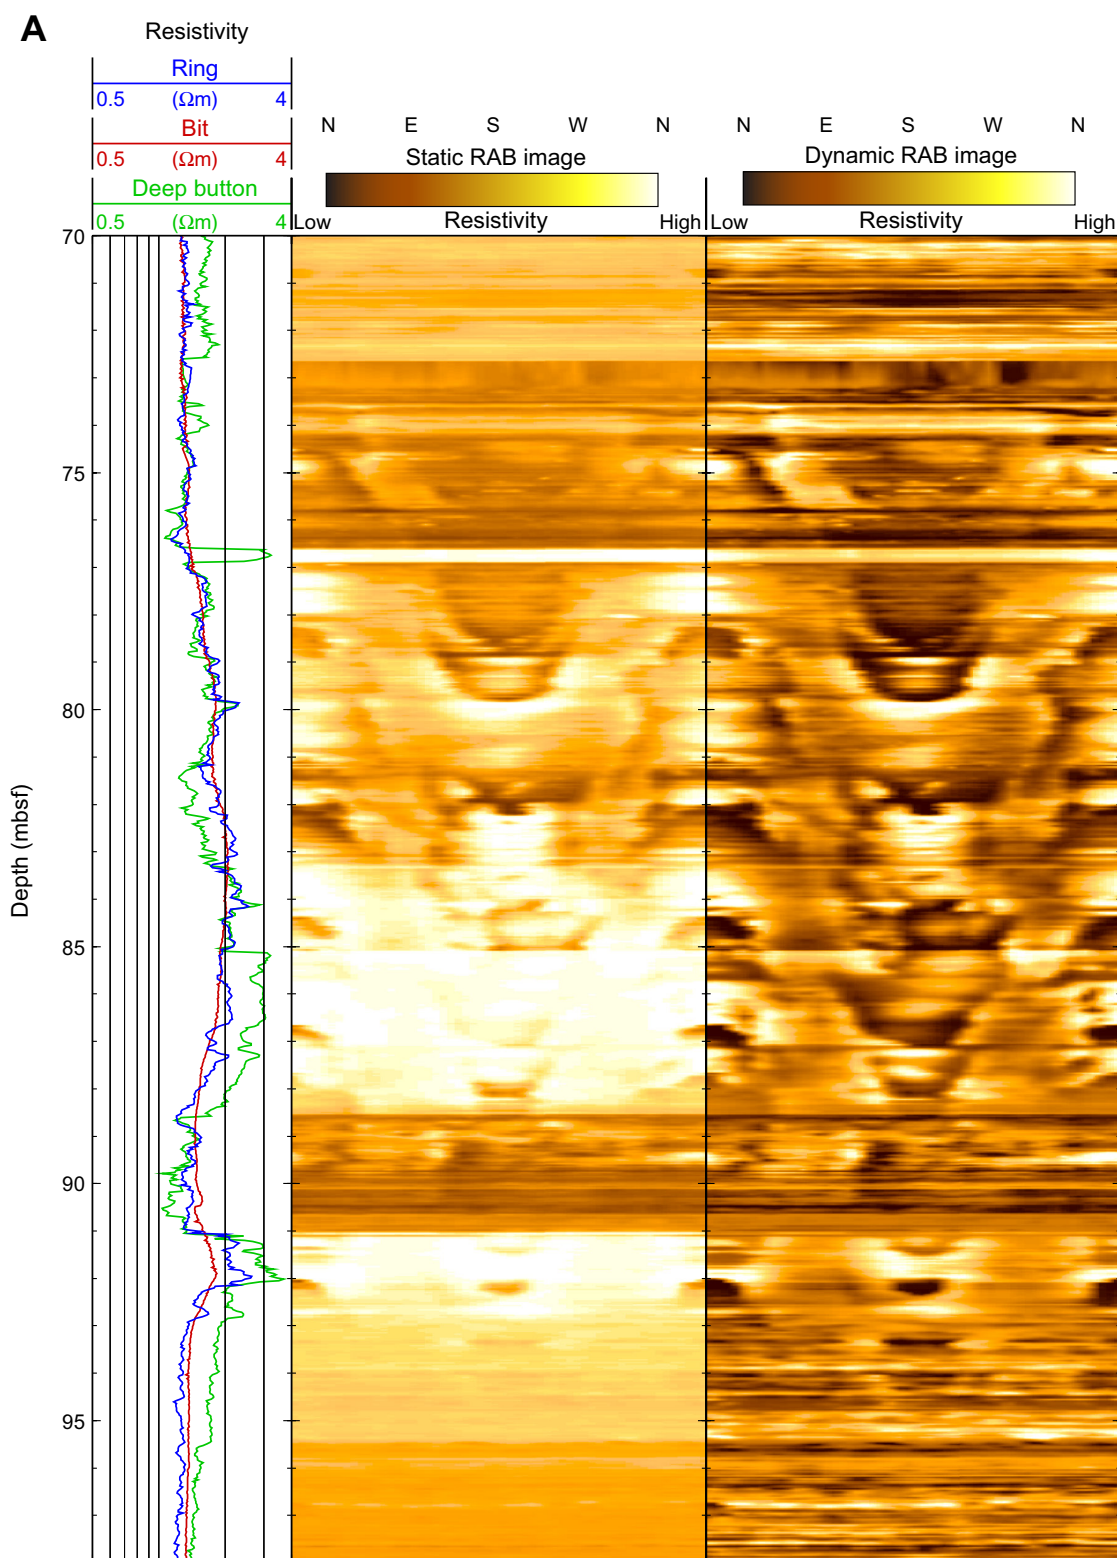 A
Resistivity
Ring
0.5 (Ωm) 4
Bit
0.5 (Ωm) 4
Deep button
0.5 (Ωm) 4
N E S W N
Static RAB image
Low Resistivity High
N E S W N
Dynamic RAB image
Low Resistivity High
Depth (mbsf)
70
75
80
85
90
95